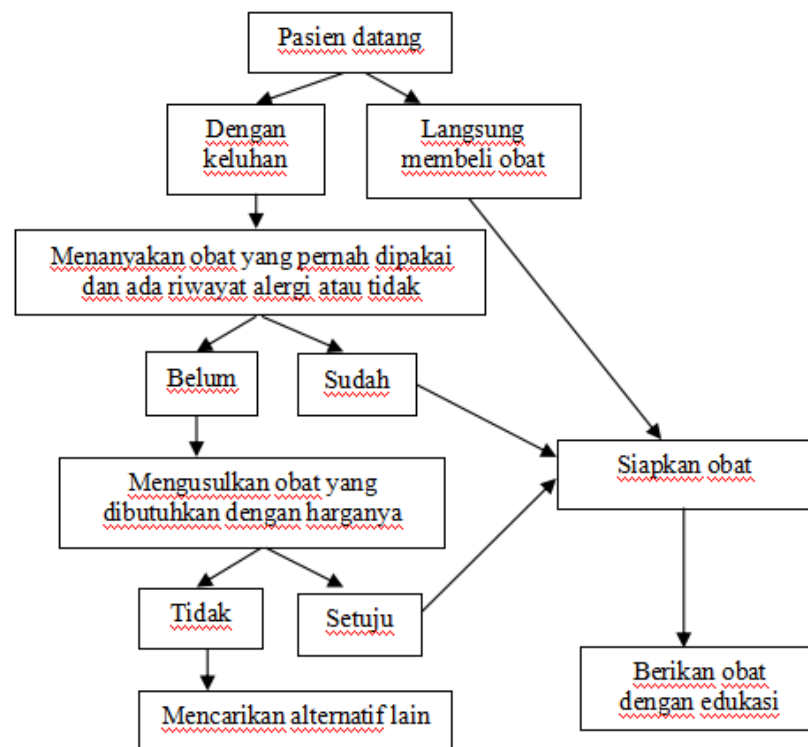 Pasien datang
Dengan
keluhan
Langsung
membeli obat
Menanyakan obat yang pernah dipakai
dan ada riwayat alergi atau tidak
Belum
Sudah
Mengusulkan obat yang
dibutuhkan dengan harganya
Siapkan obat
Tidak
Setuju
Berikan obat
dengan edukasi
Mencarikan alternatif lain